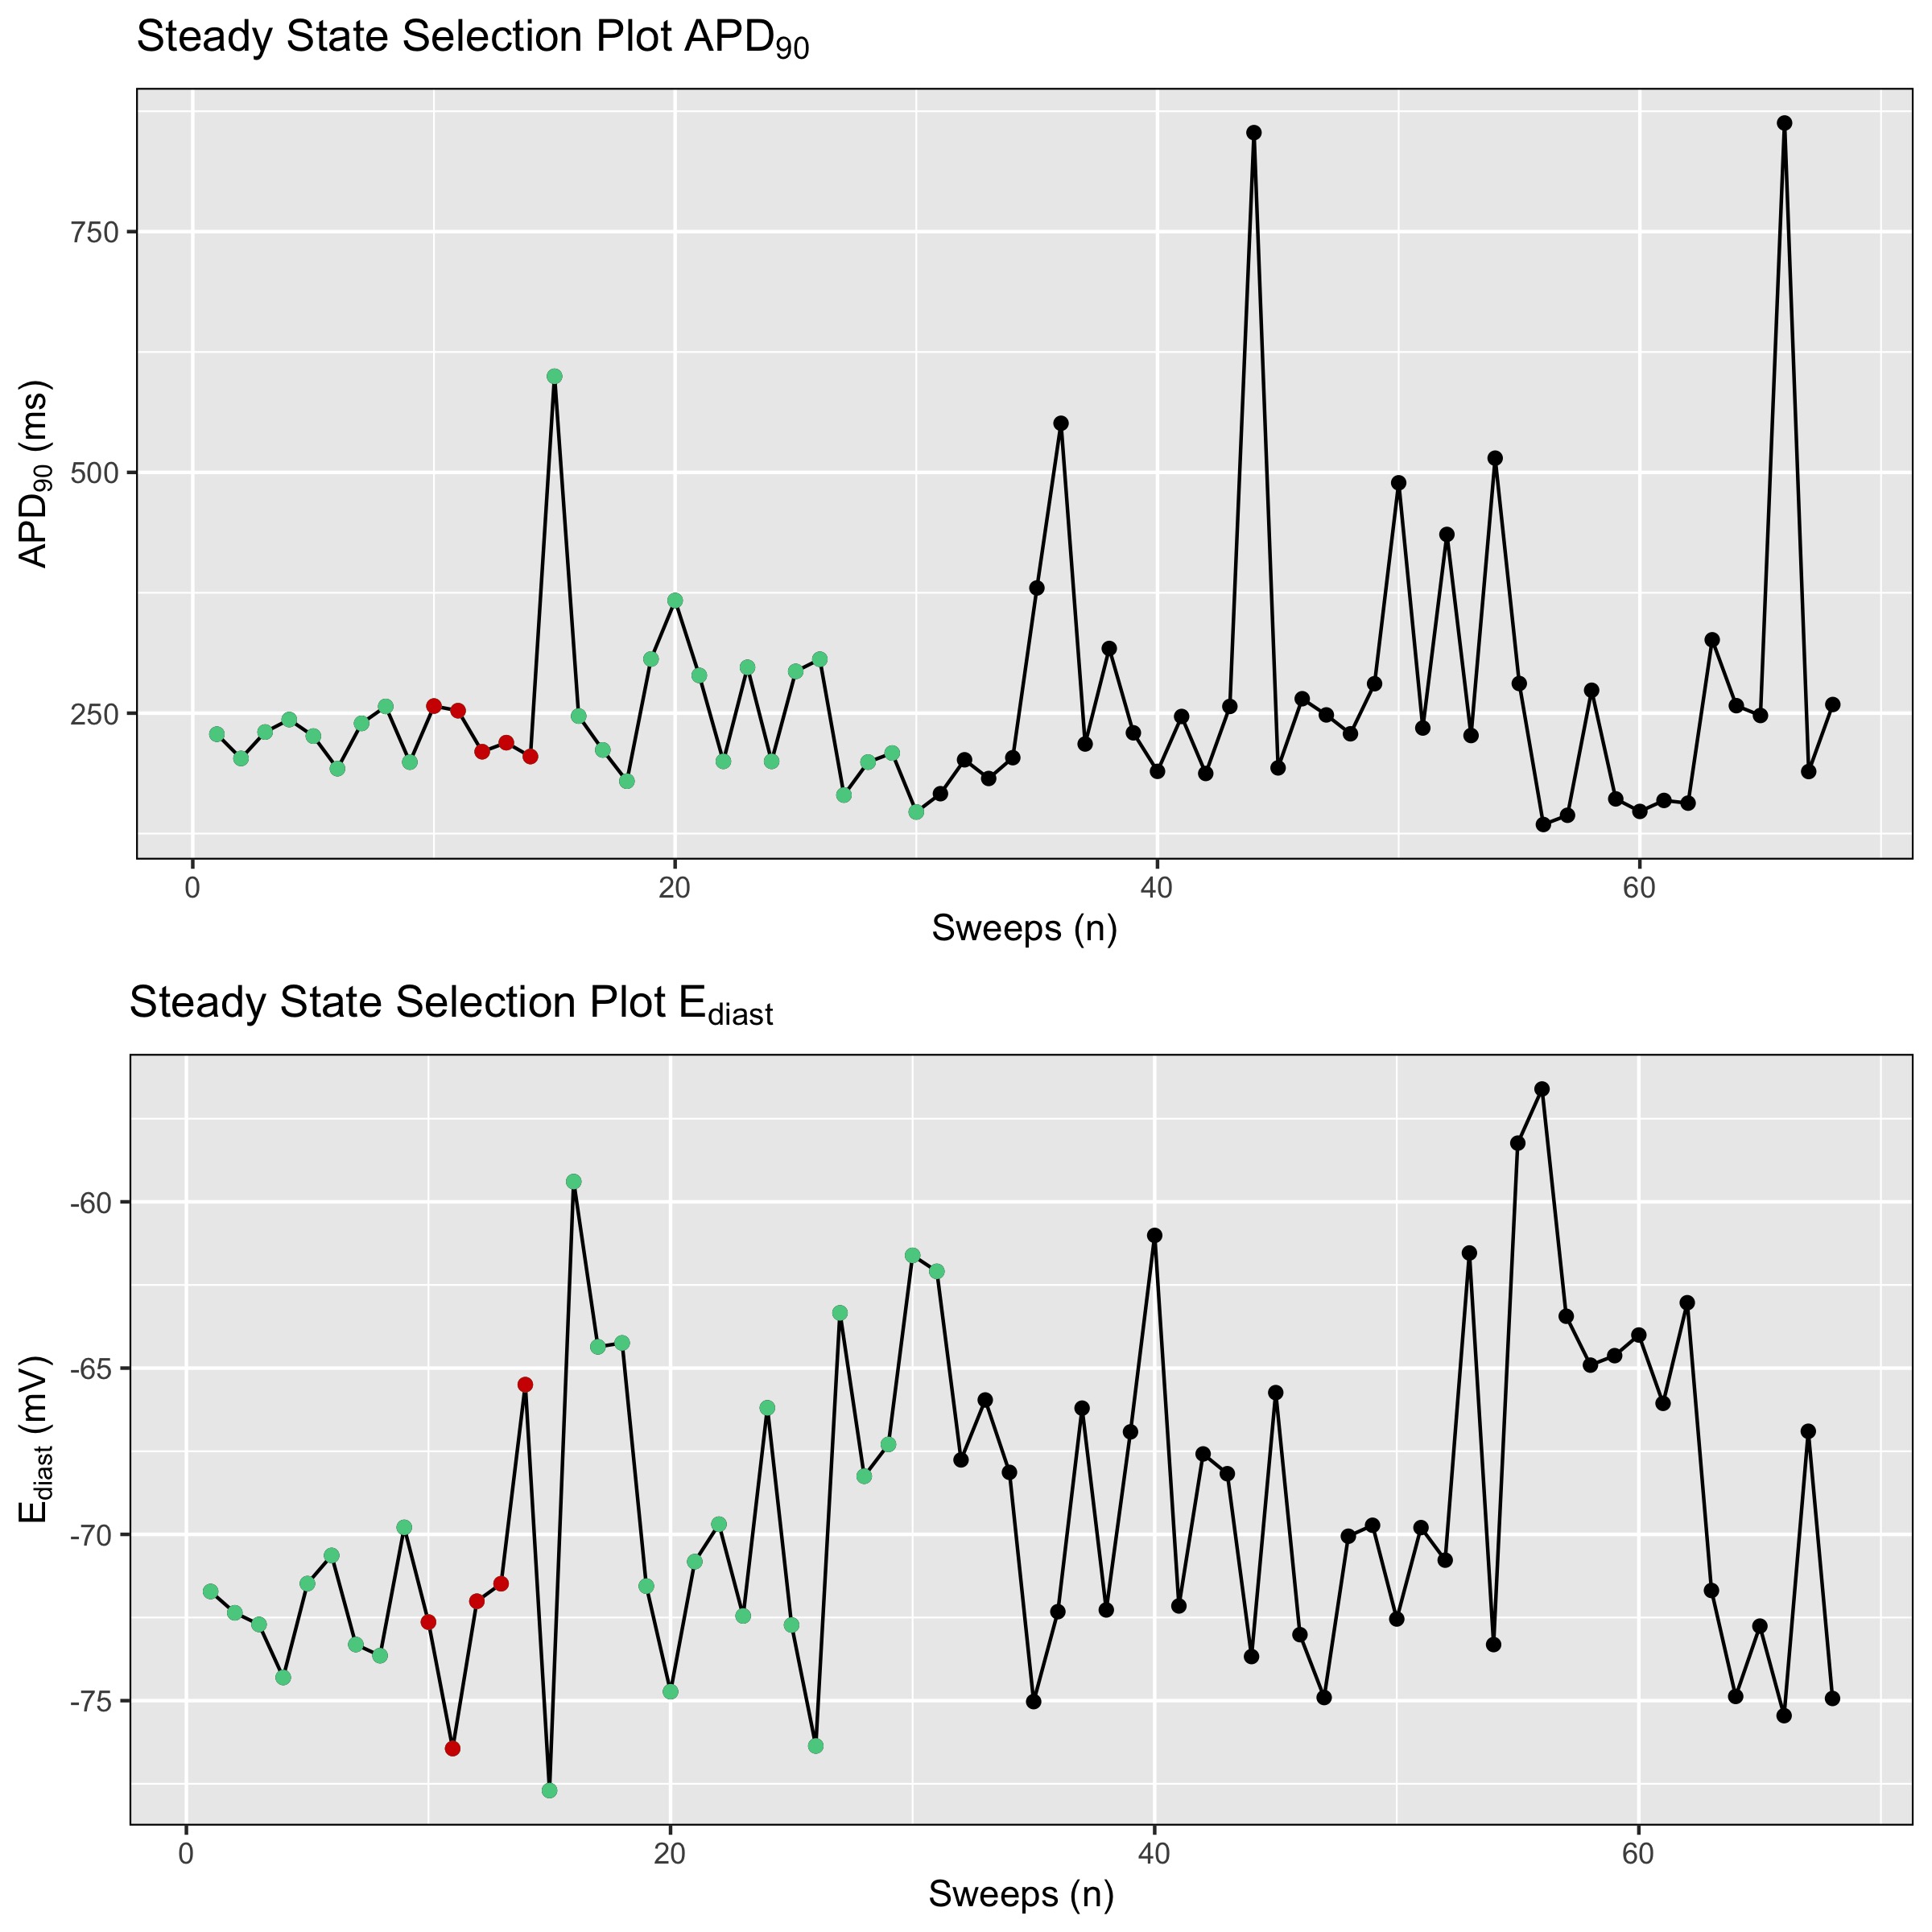 Steady State Selection Plot APD90
750
500
250
APD90 (ms)
0 20 40 60
Sweeps (n)
Steady State Selection Plot Ediast
-60
-65
-70
-75
Ediast (mV)
0 20 40 60
Sweeps (n)